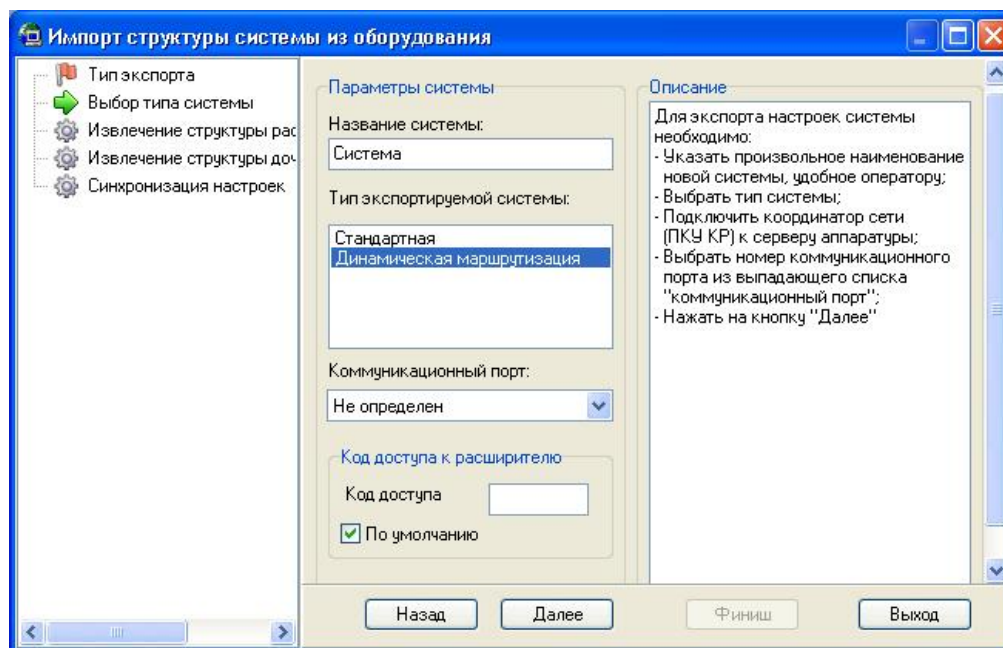 Импорт структуры системы из оборудования
Тип экспорта
Выбор типа системы
Извлечение структуры рас
Извлечение структуры доч
Синхронизация настроек
Параметры системы
Название системы:
Система
Тип экспортируемой системы:
Стандартная
Динамическая маршрутизация
Коммуникационный порт:
Не определен
Код доступа к расширителю
Код доступа
По умолчанию
Описание
Для экспорта настроек системы
необходимо:
- Указать произвольное наименование
новой системы, удобное оператору;
- Выбрать тип системы;
- Подключить координатор сети
(ПКУ КР) к серверу аппаратуры;
- Выбрать номер коммуникационного
порта из выпадающего списка
"коммуникационный порт";
- Нажать на кнопку "Далее"
Назад
Далее
Финиш
Выход